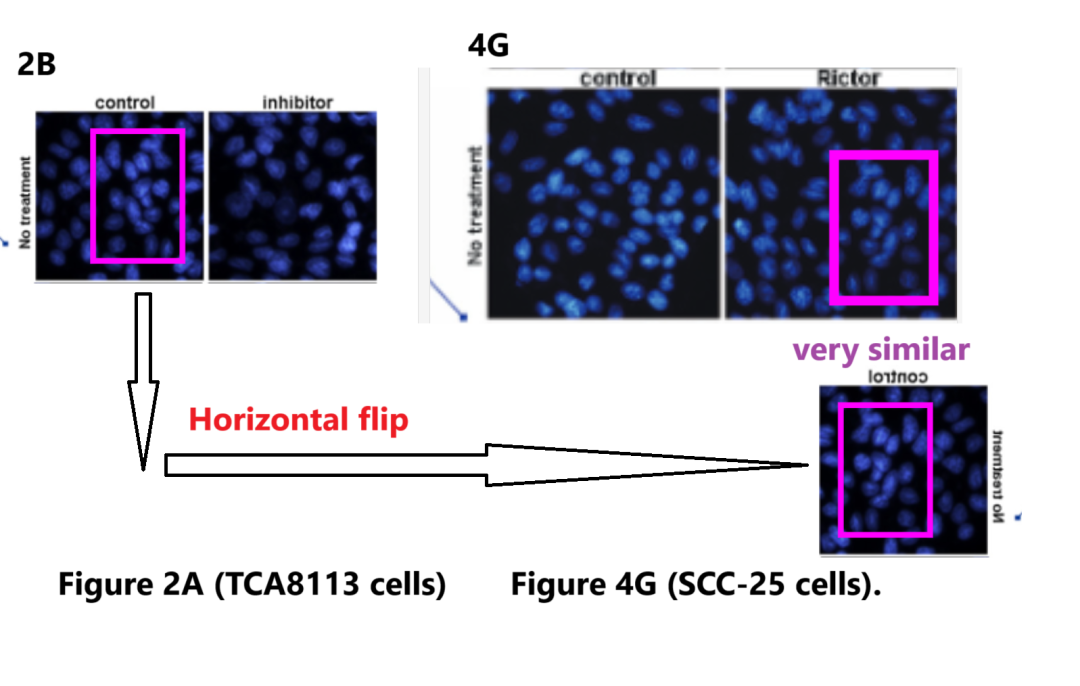 2B
control inhibitor
No treatment
4G
control Rictor
No treatment
very similar
control
No treatment
Horizontal flip
Figure 2A (TCA8113 cells)
Figure 4G (SCC-25 cells).